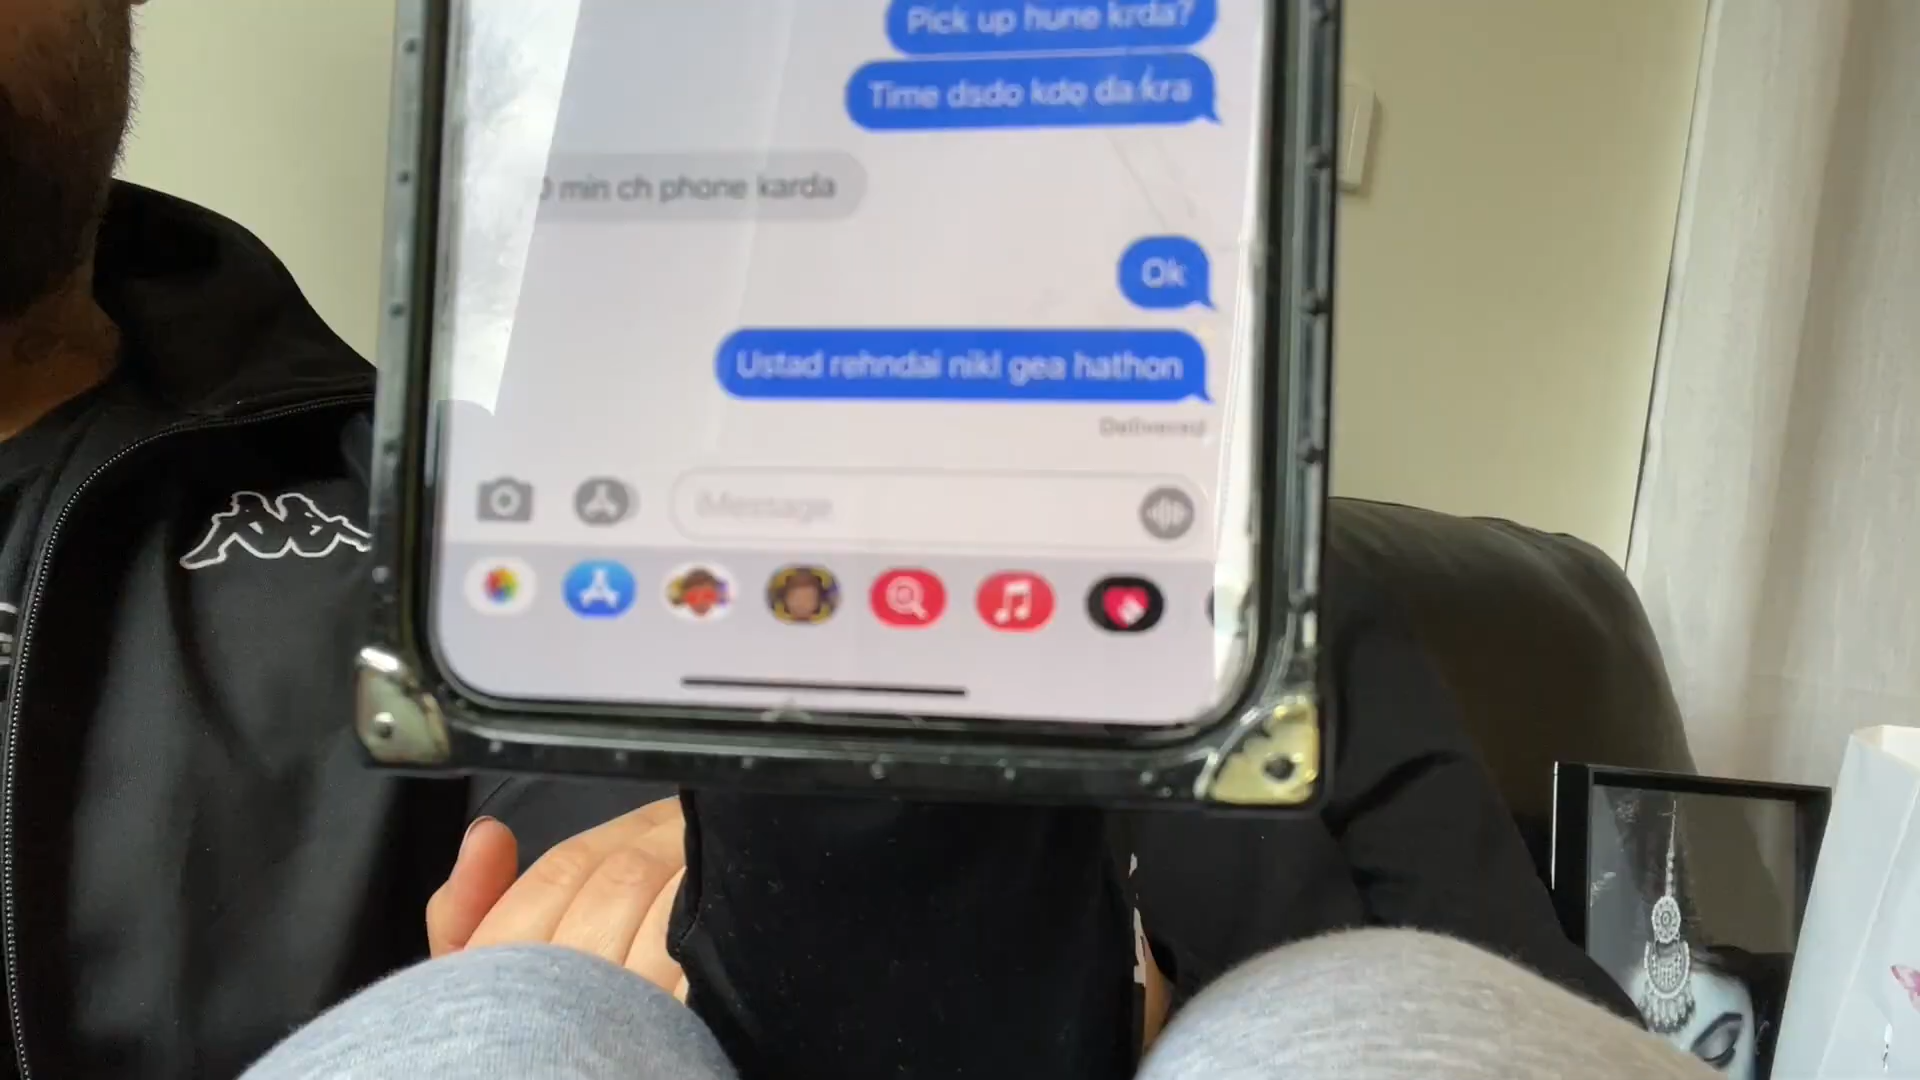 Pick up hune krda?
Time dsdo kdo da kra
min ch phone karda
Ok
Ustad rehndai nikl gea hathon
Delivered
iMessage